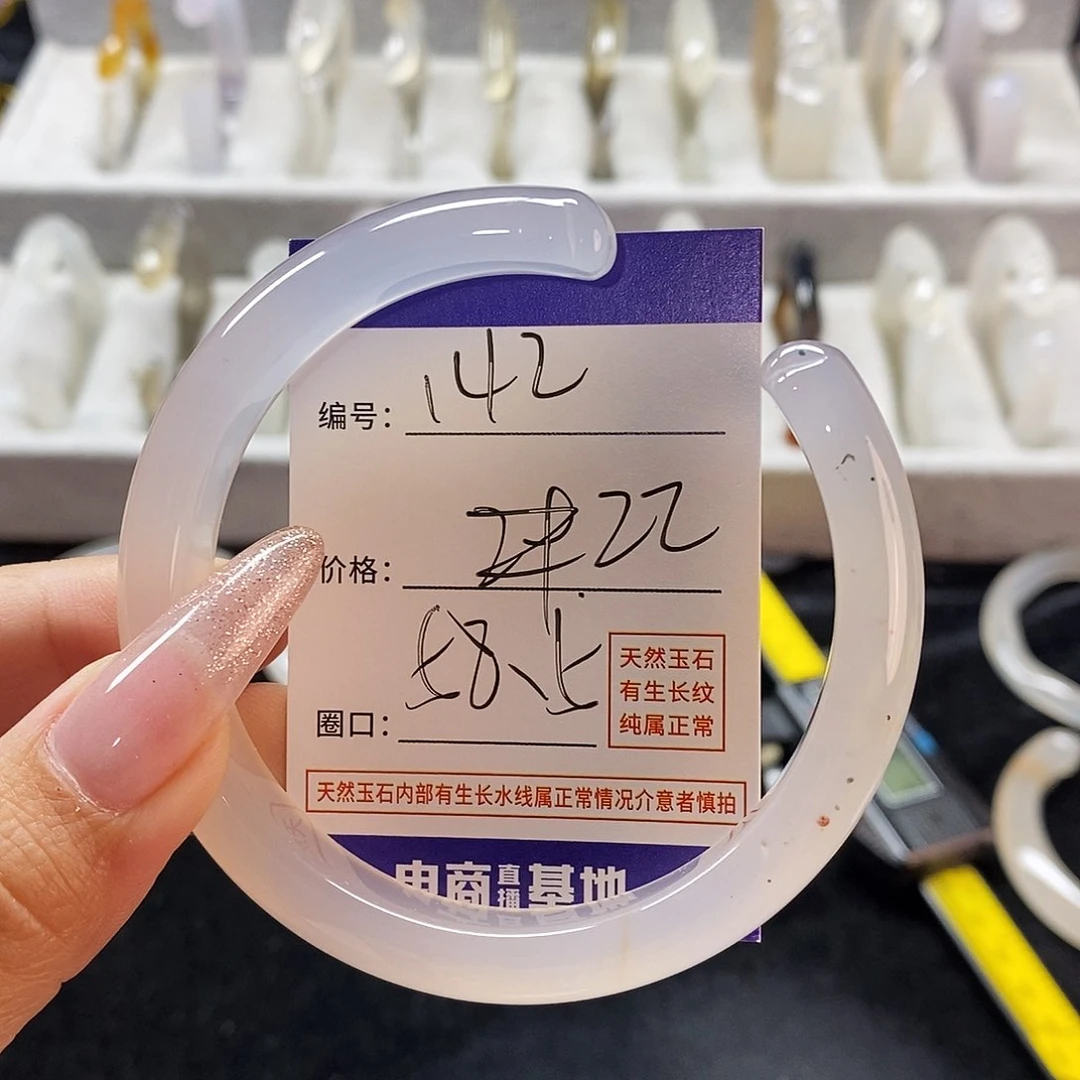 编号： 142
价格： 22
圈口： 58.5
天然玉石
有生长纹
纯属正常
天然玉石内部有生长水线属正常情况介意者慎拍
电商直播基地